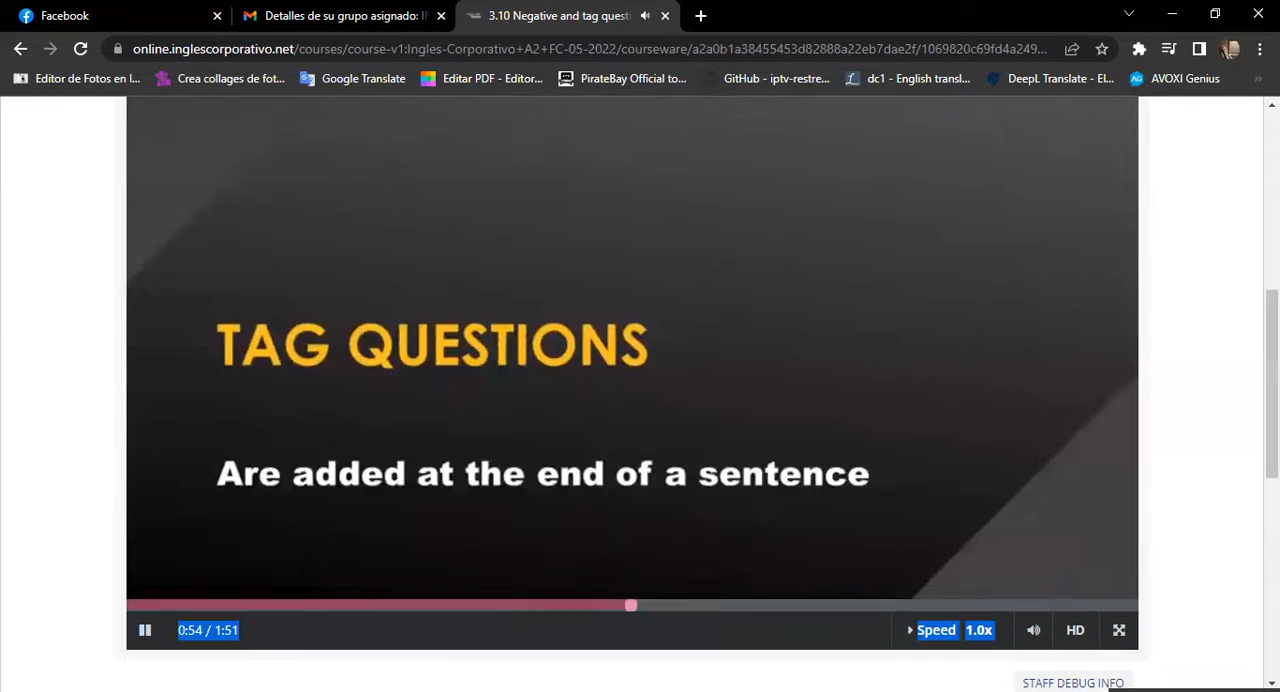 Facebook
Detalles de su grupo asignado: I
3.10 Negative and tag quest
online.inglescorporativo.net/courses/course-v1:Ingles-Corporativo+A2+FC-05-2022/courseware/a2a0b1a38455453d82888a22eb7dae2f/1069820c69fd4a249...
Editor de Fotos en l...
Crea collages de fot...
Google Translate
Editar PDF - Editor...
PirateBay Official to...
GitHub - iptv-restre...
dc1 - English transl...
DeepL Translate - El...
AVOXI Genius
TAG QUESTIONS
Are added at the end of a sentence
0:54 / 1:51
Speed 1.0x
HD
STAFF DEBUG INFO